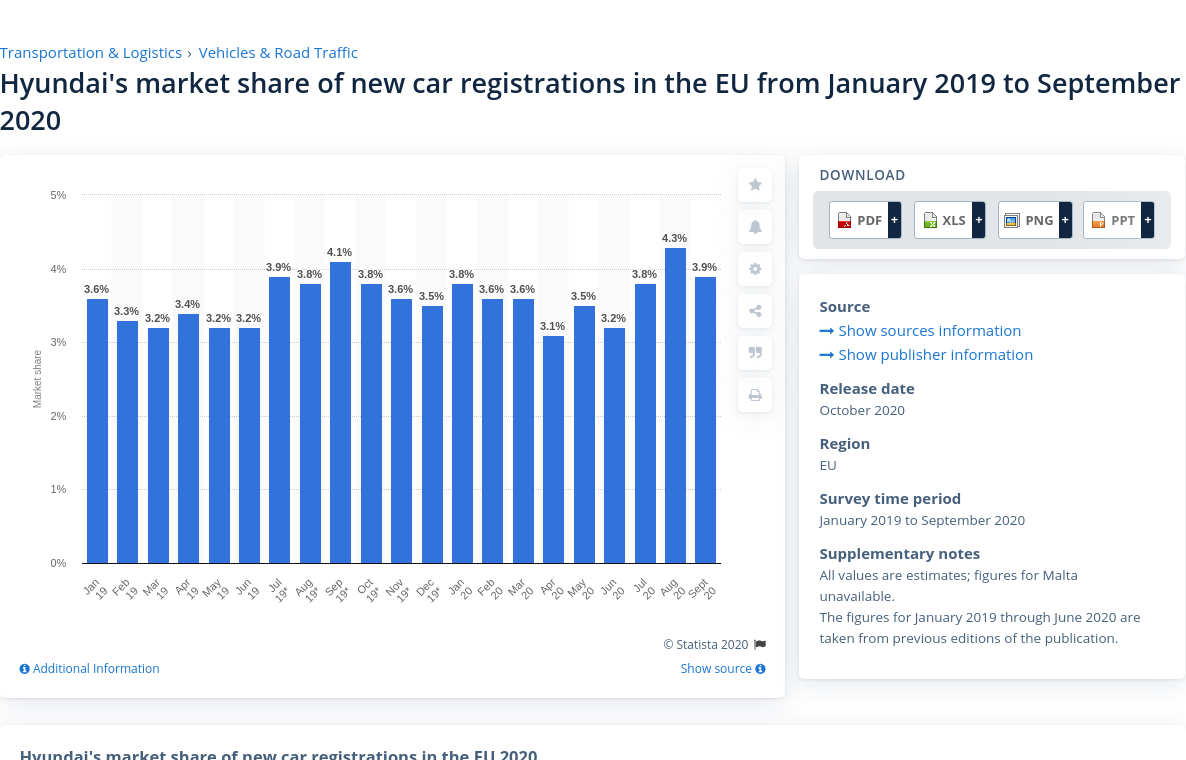 Transportation & Logistics › Vehicles & Road Traffic
Hyundai's market share of new car registrations in the EU from January 2019 to September
2020
5%
4%
3%
2%
1%
0%
Market share
3.6%
3.3%
3.2%
3.4%
3.2%
3.2%
3.9%
3.8%
4.1%
3.8%
3.6%
3.5%
3.8%
3.6%
3.6%
3.1%
3.5%
3.2%
3.8%
4.3%
3.9%
Jan
19
Feb
19
Mar
19
Apr
19
May
19
Jun
19
Jul
19*
Aug
19*
Sep
19*
Oct
19*
Nov
19*
Dec
19*
Jan
20
Feb
20
Mar
20
Apr
20
May
20
Jun
20
Jul
20
Aug
20
Sept
20
© Statista 2020
Additional Information
Show source
DOWNLOAD
PDF +
XLS +
PNG +
PPT +
Source
Show sources information
Show publisher information
Release date
October 2020
Region
EU
Survey time period
January 2019 to September 2020
Supplementary notes
All values are estimates; figures for Malta
unavailable.
The figures for January 2019 through June 2020 are
taken from previous editions of the publication.
Hyundai's market share of new car registrations in the EU 2020